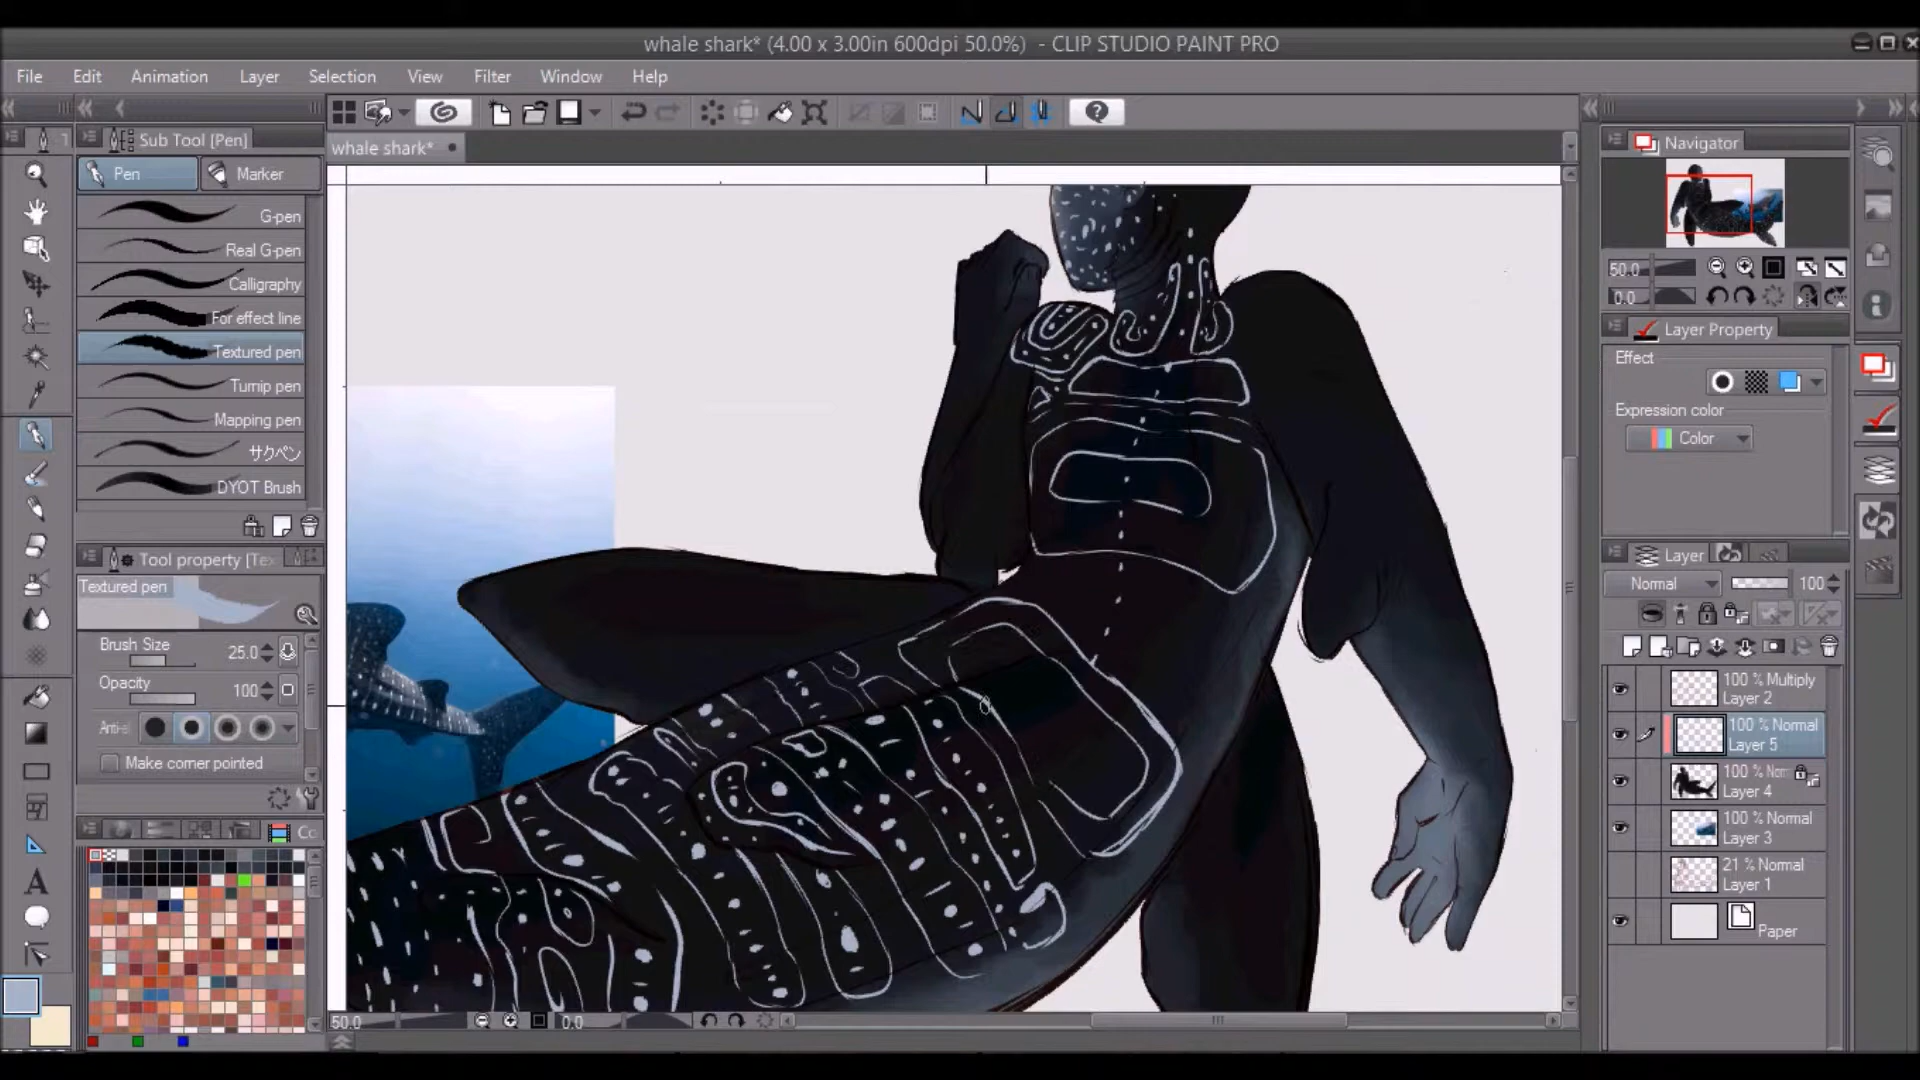 whale shark* (4.00 x 3.00in 600dpi 50.0%) - CLIP STUDIO PAINT PRO
File Edit Animation Layer Selection View Filter Window Help
Sub Tool [Pen]
whale shark*
Pen Marker
G-pen
Real G-pen
Calligraphy
For effect line
Textured pen
Turnip pen
Mapping pen
サクペン
DYOT Brush
Tool property [Te
Textured pen
Brush Size 25.0
Opacity 100
Anti-a
Make corner pointed
Co
50.0 0.0
Navigator
50.0
0.0
Layer Property
Effect
Expression color
Color
Layer
Normal 100
100 % Multiply
Layer 2
100 % Normal
Layer 5
100 % Norm
Layer 4
100 % Normal
Layer 3
21 % Normal
Layer 1
Paper